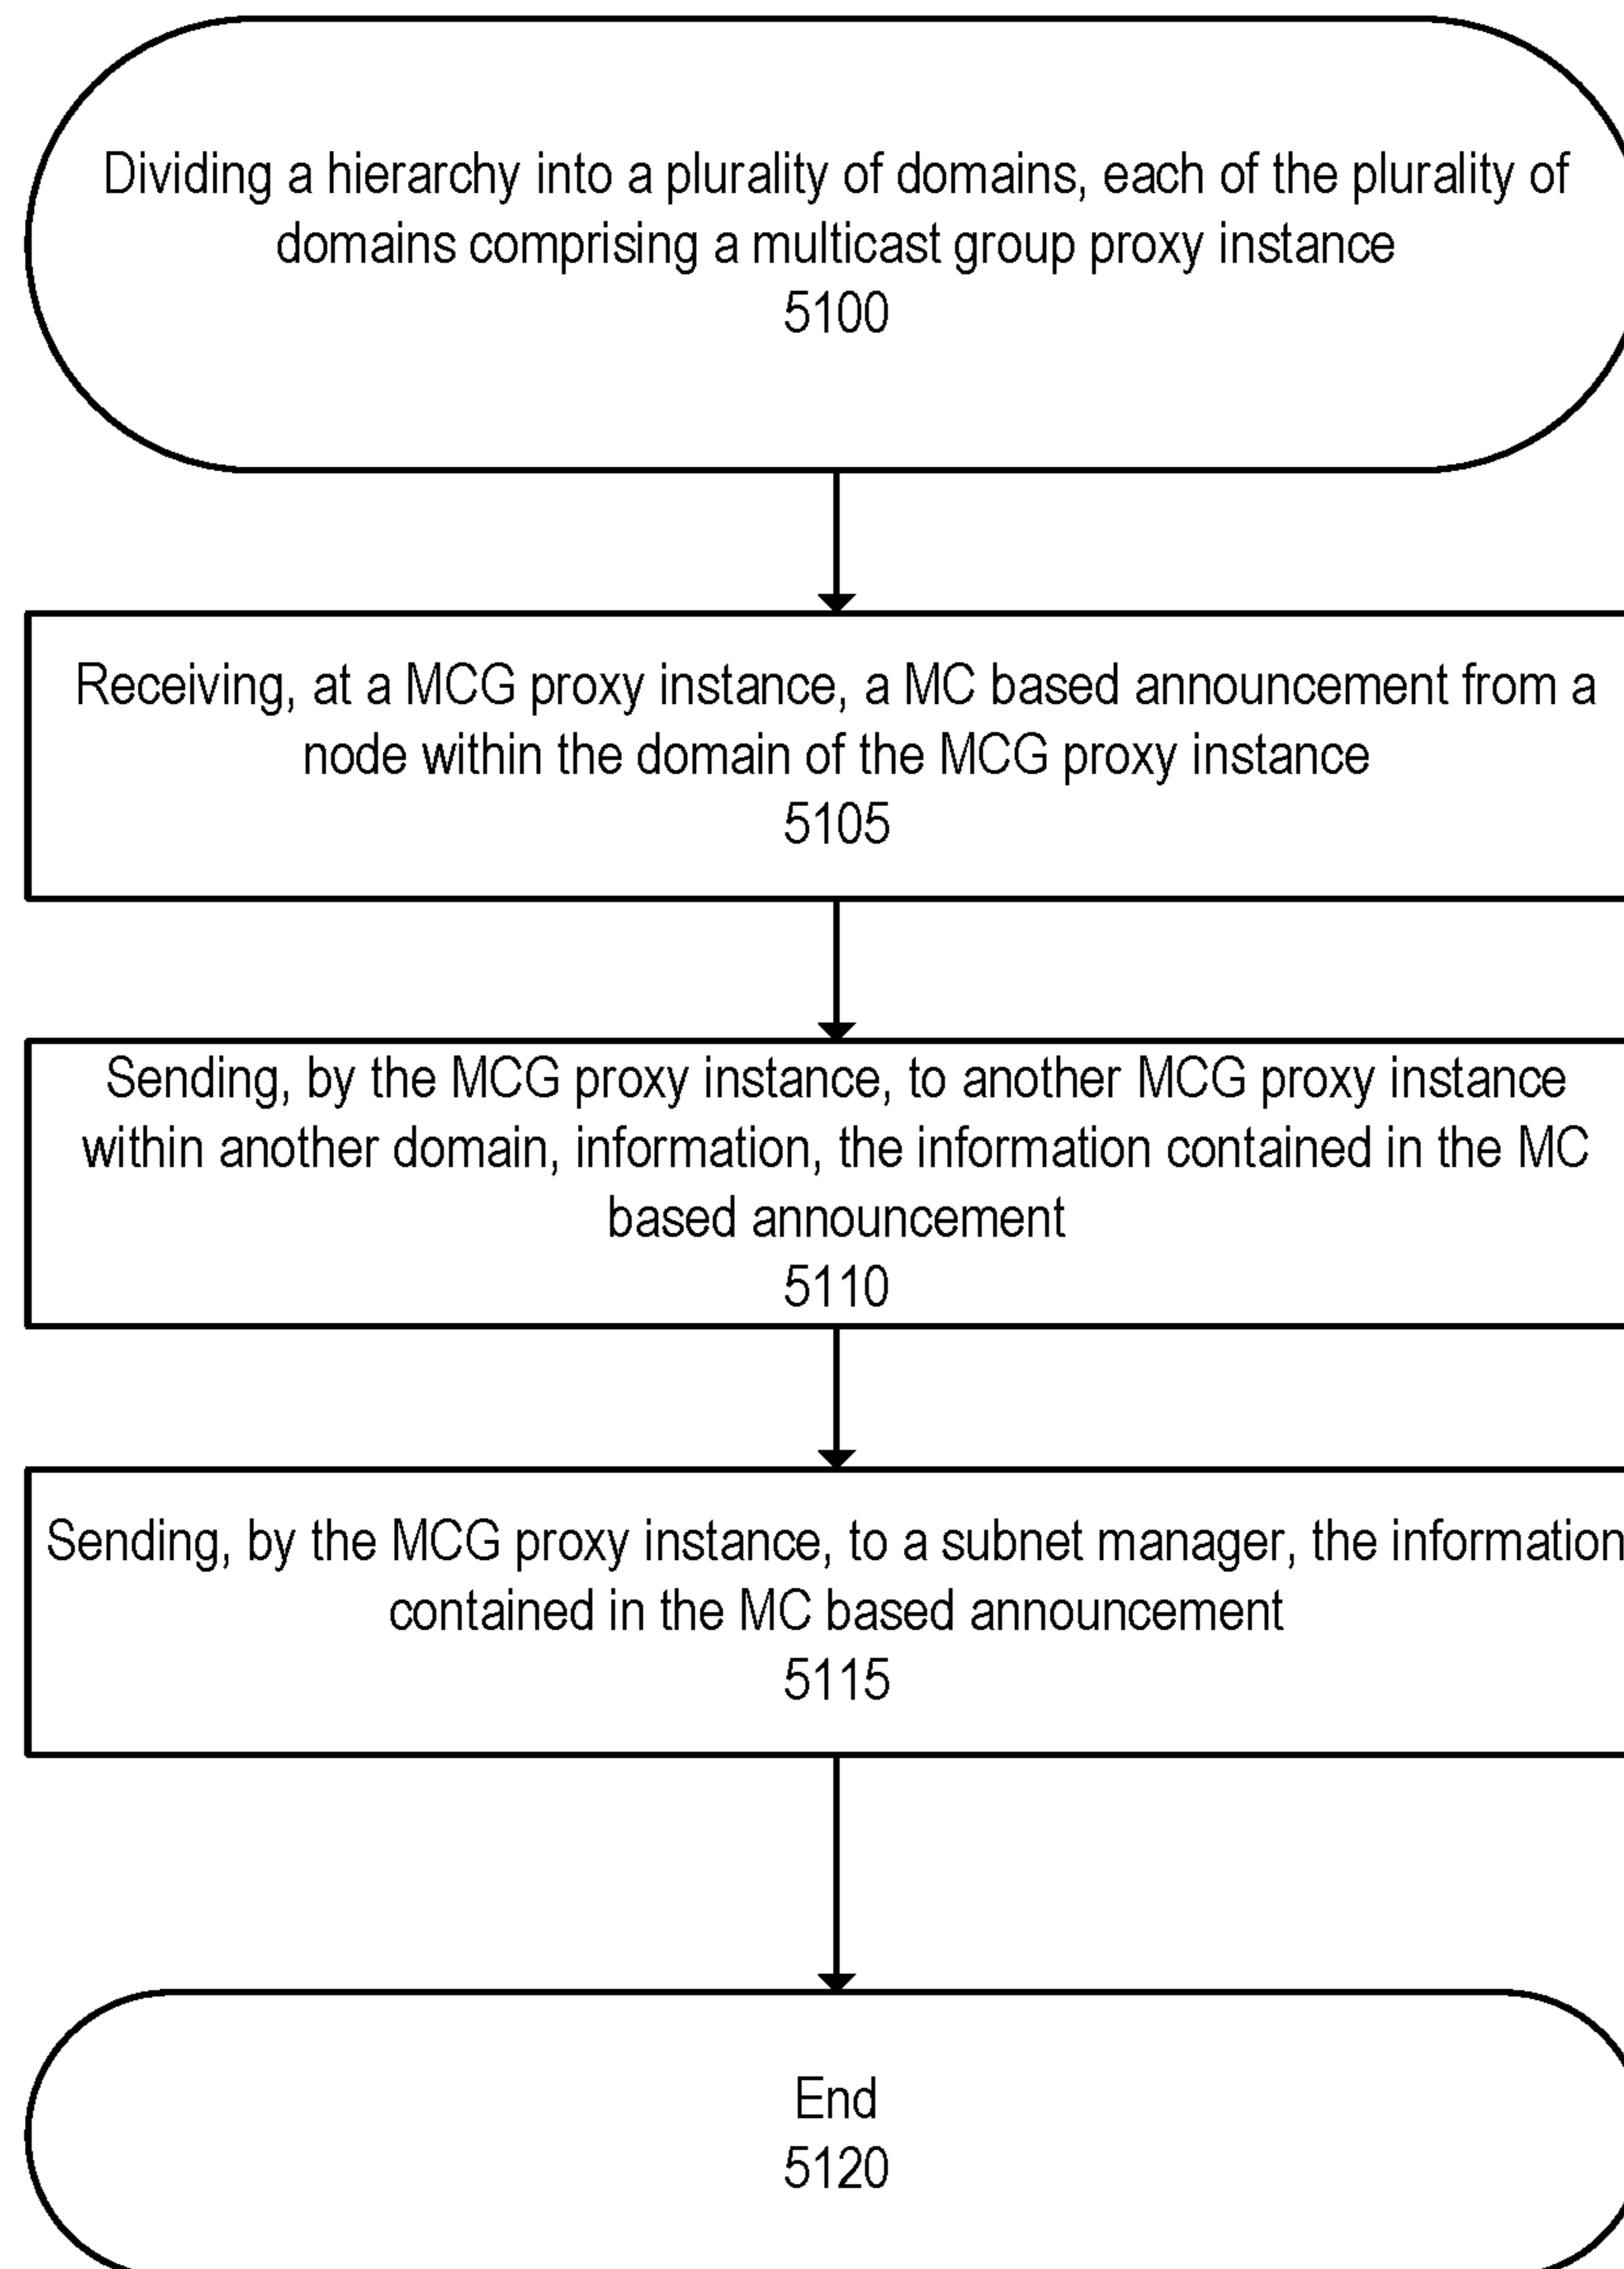 Dividing a hierarchy into a plurality of domains, each of the plurality of
domains comprising a multicast group proxy instance
5100
Receiving, at a MCG proxy instance, a MC based announcement from a
node within the domain of the MCG proxy instance
5105
Sending, by the MCG proxy instance, to another MCG proxy instance
within another domain, information, the information contained in the MC
based announcement
5110
Sending, by the MCG proxy instance, to a subnet manager, the information
contained in the MC based announcement
5115
End
5120